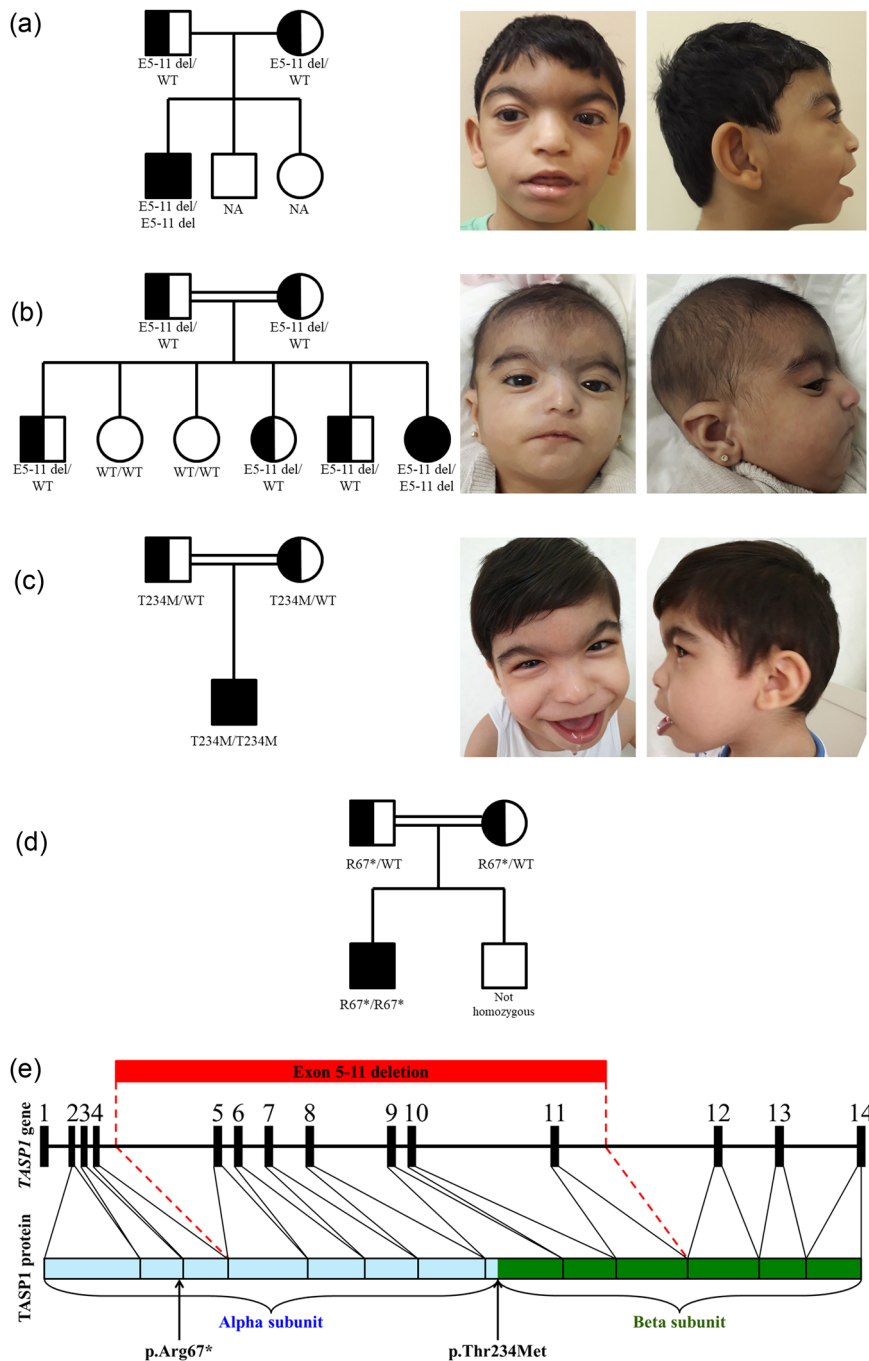 (a)
E5-11 del/
WT
E5-11 del/
WT
E5-11 del/
E5-11 del
NA
NA
(b)
E5-11 del/
WT
E5-11 del/
WT
E5-11 del/
WT
WT/WT
WT/WT
E5-11 del/
WT
E5-11 del/
WT
E5-11 del/
E5-11 del
(c)
T234M/WT
T234M/WT
T234M/T234M
(d)
R67*/WT
R67*/WT
R67*/R67*
Not
homozygous
(e)
Exon 5-11 deletion
TASP1 gene
1 2 3 4 5 6 7 8 9 10 11 12 13 14
TASP1 protein
Alpha subunit
Beta subunit
p.Arg67*
p.Thr234Met